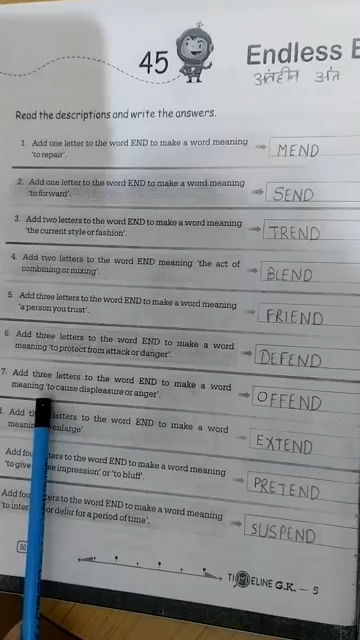 45
Endless E
अंतहीन अंत
Read the descriptions and write the answers.
1. Add one letter to the word END to make a word meaning
'to repair'.
MEND
2. Add one letter to the word END to make a word meaning
'to forward'.
SEND
3. Add two letters to the word END to make a word meaning
'the current style or fashion'.
TREND
4. Add two letters to the word END meaning 'the act of
combining or mixing'.
BLEND
5. Add three letters to the word END to make a word meaning
'a person you trust'.
FRIEND
6. Add three letters to the word END to make a word
meaning 'to protect from attack or danger'.
DEFEND
7. Add three letters to the word END to make a word
meaning 'to cause displeasure or anger'.
OFFEND
Add letters to the word END to make a word
enlarge'.
EXTEND
Add to the word END to make a word meaning
'to give impression' or 'to bluff'.
PRETEND
Add to the word END to make a word meaning
or defer for a period of time'.
SUSPEND
50
TIMELINE G.K. – 5